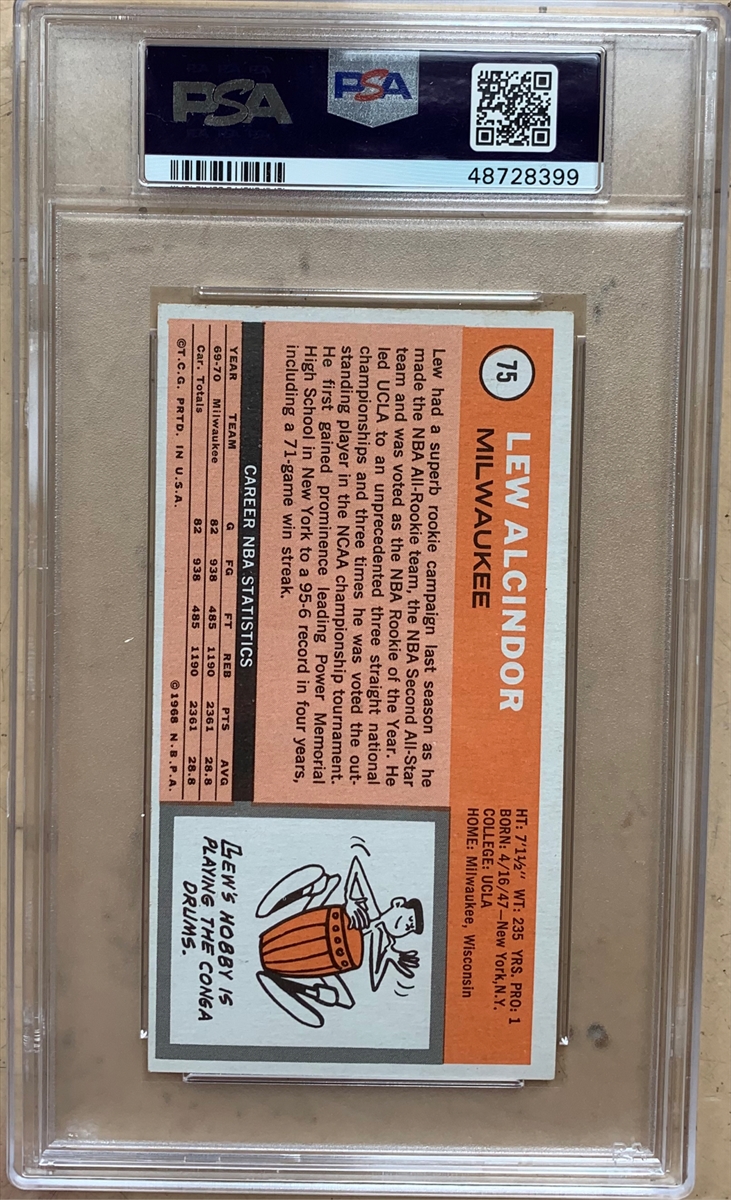 PSA
PSA
48728399
75
LEW ALCINDOR
MILWAUKEE
HT: 7'1½" WT: 235 YRS. PRO: 1
BORN: 4/16/47—New York,N.Y.
COLLEGE: UCLA
HOME: Milwaukee, Wisconsin
Lew had a superb rookie campaign last season as he
made the NBA All-Rookie team, the NBA Second All-Star
team and was voted as the NBA Rookie of the Year. He
led UCLA to an unprecedented three straight national
championships and three times he was voted the out-
standing player in the NCAA championship tournament.
He first gained prominence leading Power Memorial
High School in New York to a 95-6 record in four years,
including a 71-game win streak.
CAREER NBA STATISTICS
YEAR TEAM G FG FT REB PTS AVG
69-70 Milwaukee 82 938 485 1190 2361 28.8
Car. Totals 82 938 485 1190 2361 28.8
©T.C.G. PRTD. IN U.S.A. ©1968 N.B.P.A.
LEW'S HOBBY IS
PLAYING THE CONGA
DRUMS.